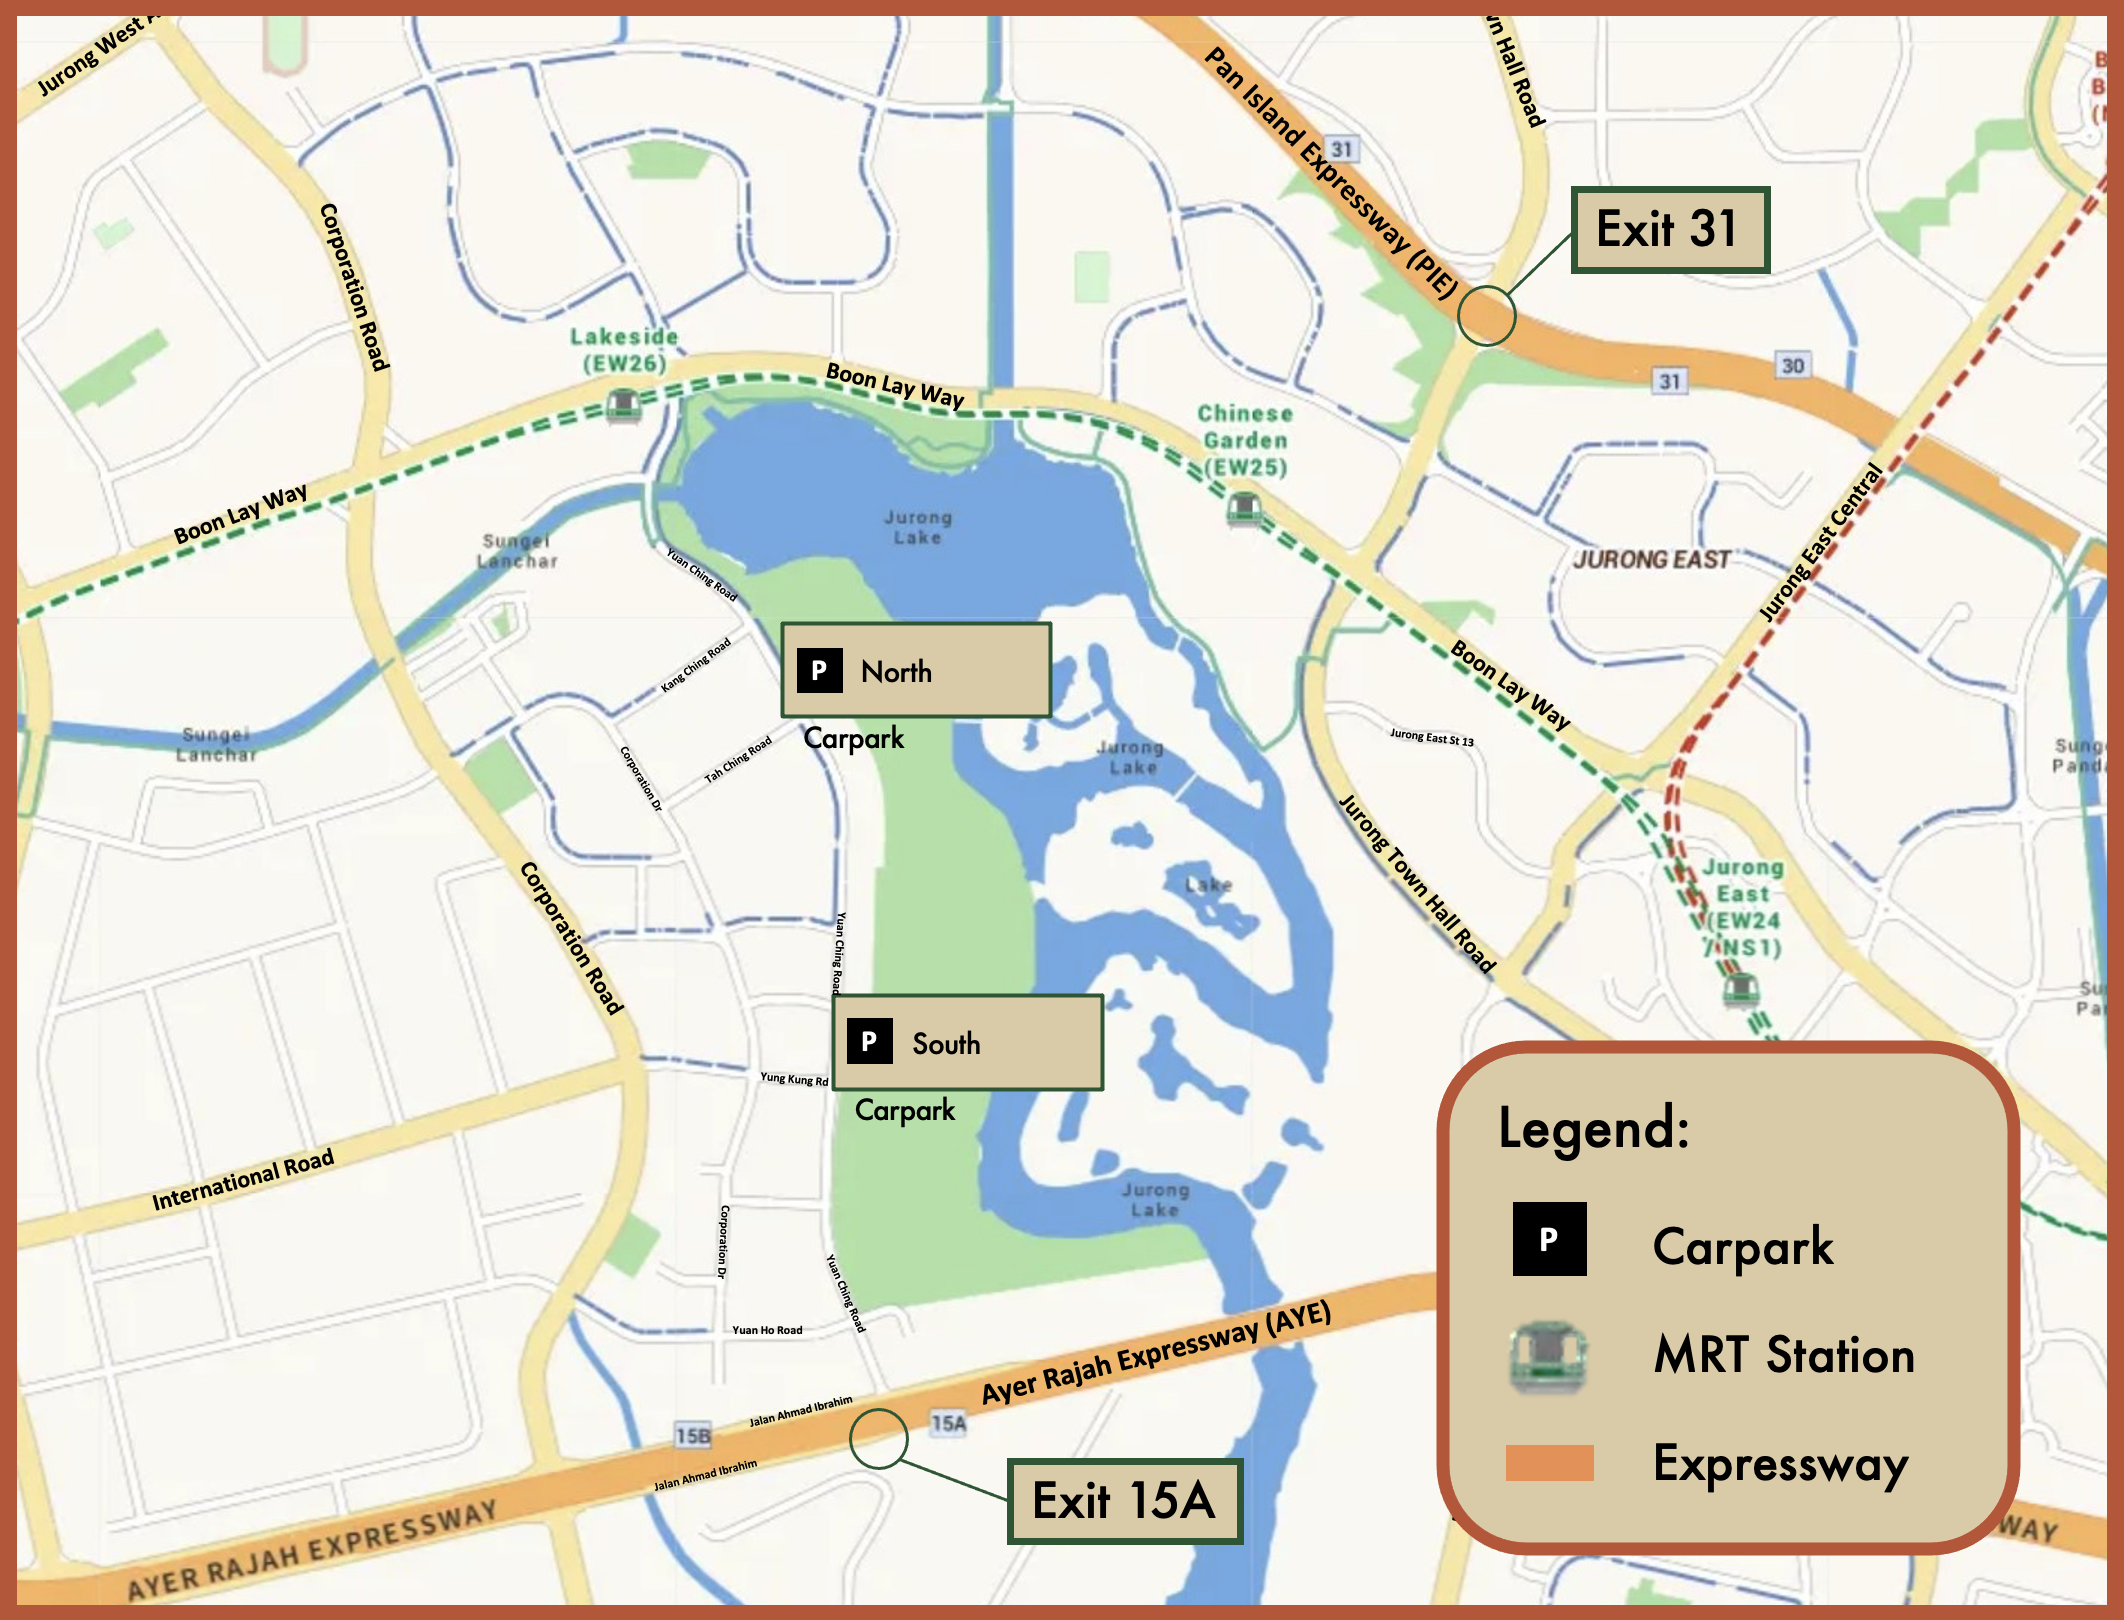 Jurong West
Pan Island Expressway (PIE)
Hall Road
31
Exit 31
Corporation Road
Lakeside
(EW26)
Boon Lay Way
31
30
Chinese
Garden
(EW25)
Boon Lay Way
Jurong
Lake
Sungei
Lanchar
Yuan Ching Road
JURONG EAST
Jurong East Central
Kang Ching Road
P North
Carpark
Boon Lay Way
Sungei
Lanchar
Corporation Dr
Tah Ching Road
Jurong
Lake
Jurong East St 13
Jurong Town Hall Road
Corporation Road
Lake
Jurong
East
(EW24
/NS1)
Yuan Ching Road
P South
Carpark
Yung Kung Rd
International Road
Jurong
Lake
Corporation Dr
Yuan Ching Road
Yuan Ho Road
Ayer Rajah Expressway (AYE)
Jalan Ahmad Ibrahim
15B
15A
Jalan Ahmad Ibrahim
Exit 15A
AYER RAJAH EXPRESSWAY
Legend:
P Carpark
MRT Station
Expressway
WAY